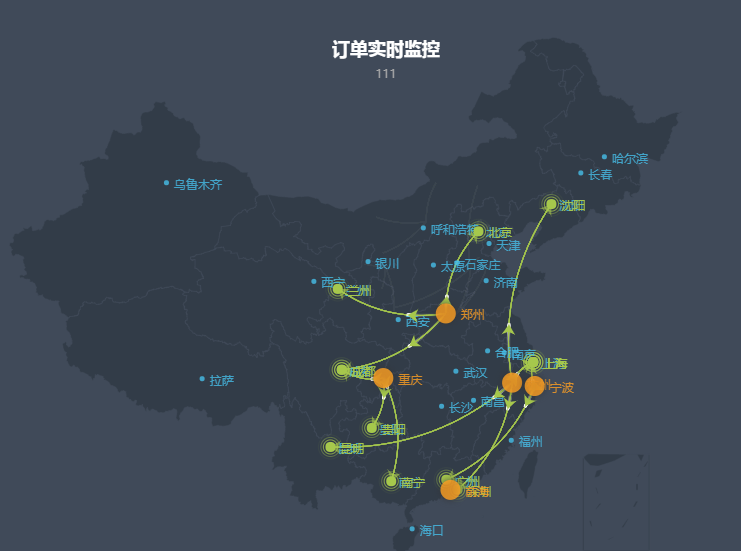 订单实时监控
111
哈尔滨
长春
乌鲁木齐
沈阳
呼和浩特
北京
天津
银川
太原
石家庄
西宁
济南
兰州
郑州
西安
合肥
南京
上海
成都
重庆
武汉
宁波
南昌
长沙
贵阳
福州
昆明
南宁
广州
深圳
海口
拉萨